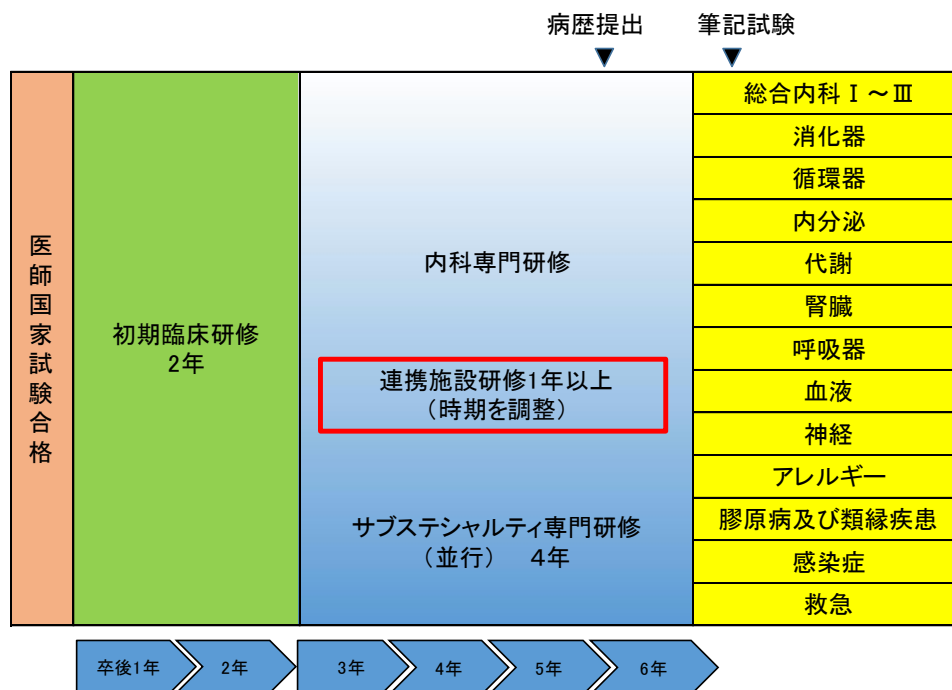 病歴提出 筆記試験
医師国家試験合格
初期臨床研修
2年
内科専門研修
連携施設研修1年以上
(時期を調整)
サブステシャルティ専門研修
(並行) 4年
総合内科Ⅰ~Ⅲ
消化器
循環器
内分泌
代謝
腎臓
呼吸器
血液
神経
アレルギー
膠原病及び類縁疾患
感染症
救急
卒後1年 2年 3年 4年 5年 6年